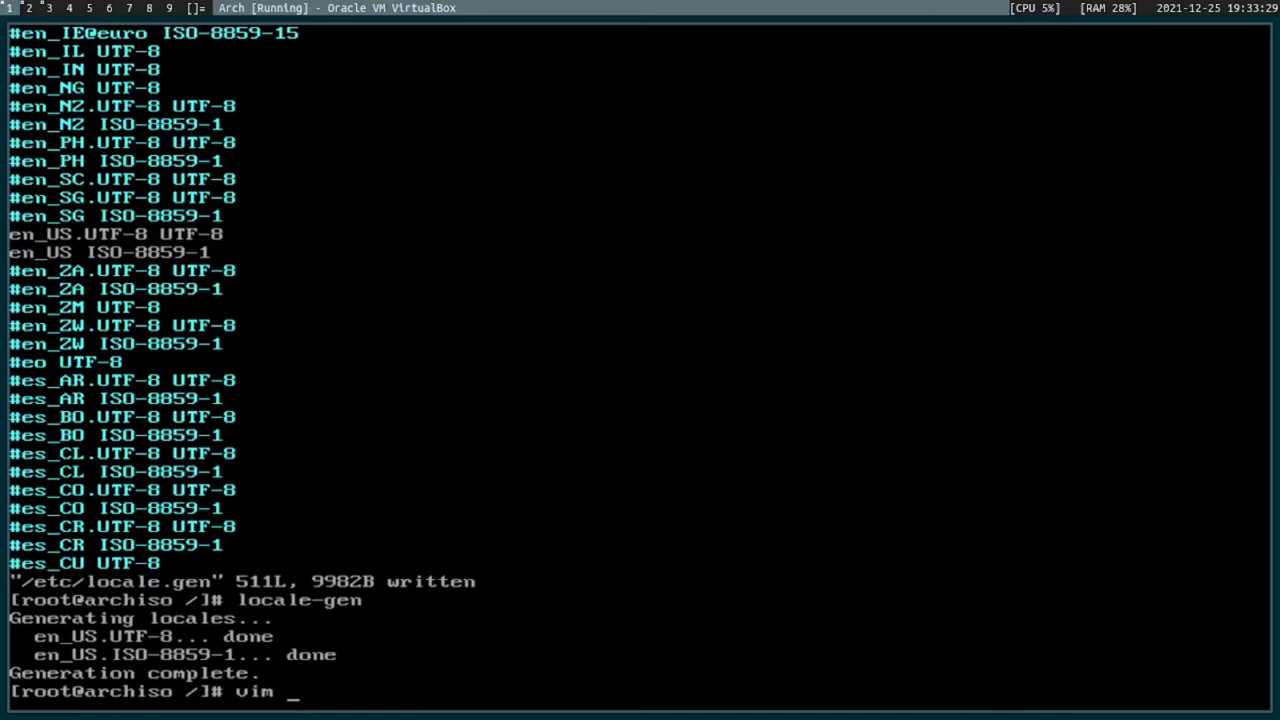 1 2 3 4 5 6 7 8 9 []= Arch [Running] - Oracle VM VirtualBox [CPU 5%] [RAM 28%] 2021-12-25 19:33:29
#en_IE@euro ISO-8859-15
#en_IL UTF-8
#en_IN UTF-8
#en_NG UTF-8
#en_NZ.UTF-8 UTF-8
#en_NZ ISO-8859-1
#en_PH.UTF-8 UTF-8
#en_PH ISO-8859-1
#en_SC.UTF-8 UTF-8
#en_SG.UTF-8 UTF-8
#en_SG ISO-8859-1
en_US.UTF-8 UTF-8
en_US ISO-8859-1
#en_ZA.UTF-8 UTF-8
#en_ZA ISO-8859-1
#en_ZM UTF-8
#en_ZW.UTF-8 UTF-8
#en_ZW ISO-8859-1
#eo UTF-8
#es_AR.UTF-8 UTF-8
#es_AR ISO-8859-1
#es_BO.UTF-8 UTF-8
#es_BO ISO-8859-1
#es_CL.UTF-8 UTF-8
#es_CL ISO-8859-1
#es_CO.UTF-8 UTF-8
#es_CO ISO-8859-1
#es_CR.UTF-8 UTF-8
#es_CR ISO-8859-1
#es_CU UTF-8
"/etc/locale.gen" 511L, 9982B written
[root@archiso /]# locale-gen
Generating locales...
  en_US.UTF-8... done
  en_US.ISO-8859-1... done
Generation complete.
[root@archiso /]# vim _